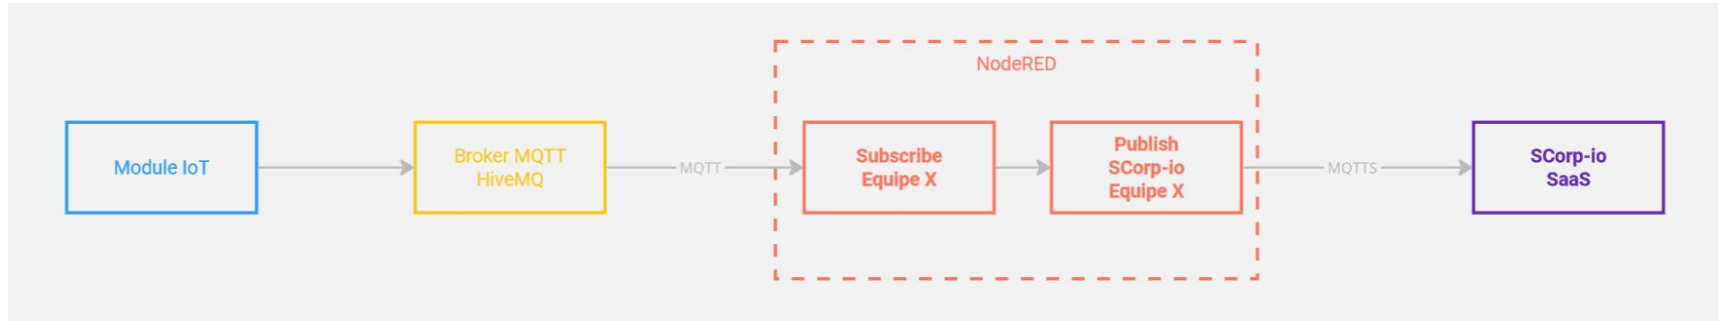 NodeRED
Module IoT
Broker MQTT
HiveMQ
MQTT
Subscribe
Equipe X
Publish
SCorp-io
Equipe X
MQTTS
SCorp-io
SaaS